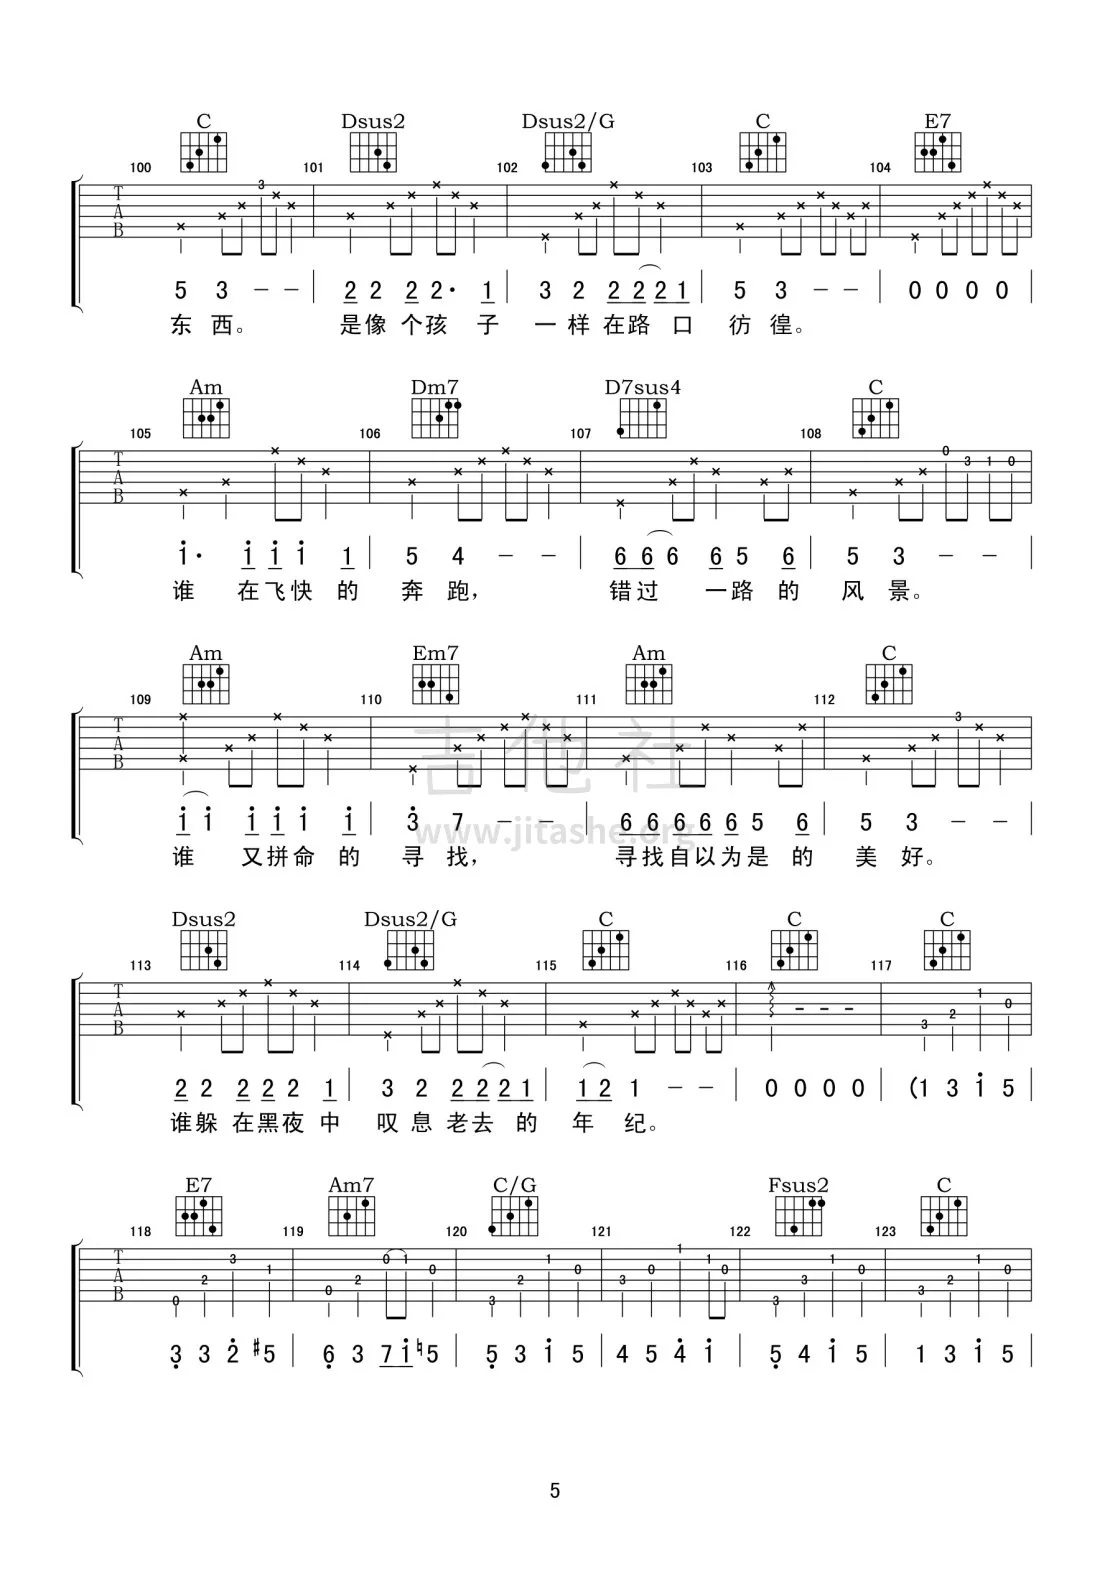 C Dsus2 Dsus2/G C E7
100 101 102 103 104
3
T A B
5 3 - - | 2 2 2 2· 1 | 3 2 2 2 2 1 | 5 3 - - | 0 0 0 0 |
东 西。 是像 个孩 子 一样 在路 口 彷 徨。
Am Dm7 D7sus4 C
105 106 107 108
0 3 1 0
T A B
i· i i i 1 | 5 4 - - | 6 6 6 6 5 6 | 5 3 - - |
谁 在飞快 的 奔 跑, 错过 一路 的 风 景。
Am Em7 Am C
109 110 111 112
3
T A B
i i i i i i | 3 7 - - | 6 6 6 6 6 5 6 | 5 3 - - |
谁 又拼命 的 寻 找, 寻找自以为是 的 美 好。
吉他社
www.jitashe.org
Dsus2 Dsus2/G C C C
113 114 115 116 117
T A B
3 2 1 0
2 2 2 2 2 1 | 3 2 2 2 2 1 | 1 2 1 - - | 0 0 0 0 | (1 3 i 5 |
谁躲 在黑夜 中 叹 息 老去 的 年 纪。
E7 Am7 C/G Fsus2 C
118 119 120 121 122 123
T A B
0 2 3 1 0 2 0 1 0 3 2 1 0 3 0 1 1 0 3 3 1 0 3 2 1 0
3 3 2 #5 | 6 3 7 i ♮5 | 5 3 i 5 | 4 5 4 i | 5 4 i 5 | 1 3 i 5 |
5